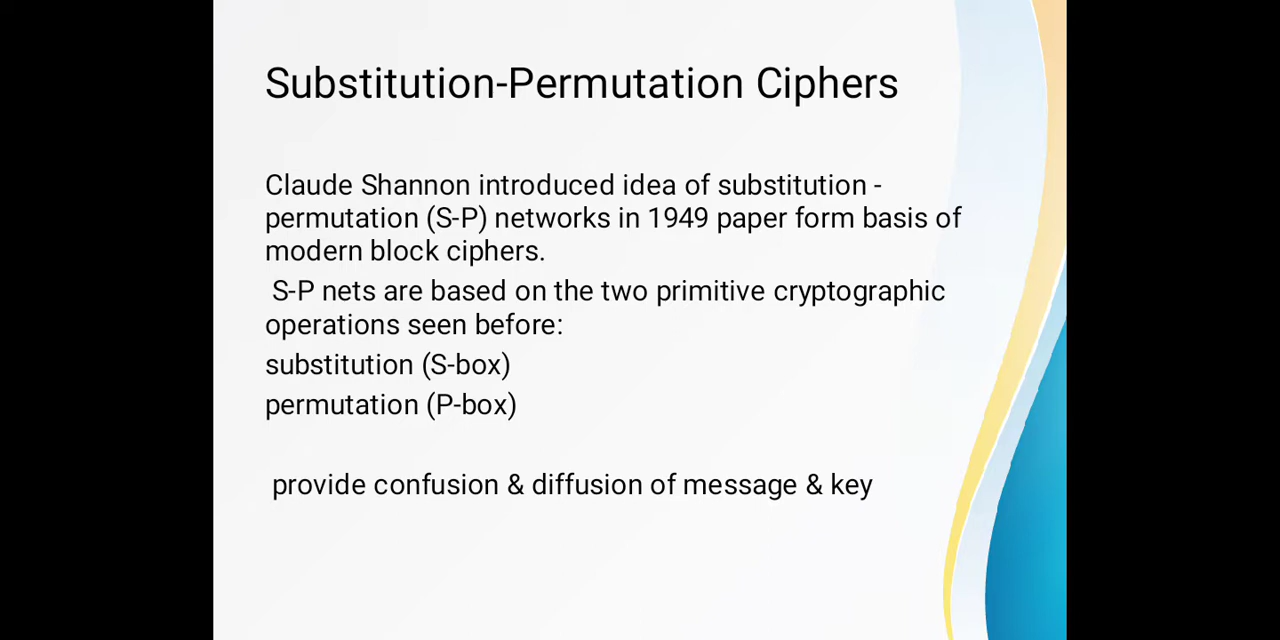 Substitution-Permutation Ciphers
Claude Shannon introduced idea of substitution -
permutation (S-P) networks in 1949 paper form basis of
modern block ciphers.
S-P nets are based on the two primitive cryptographic
operations seen before:
substitution (S-box)
permutation (P-box)
provide confusion & diffusion of message & key